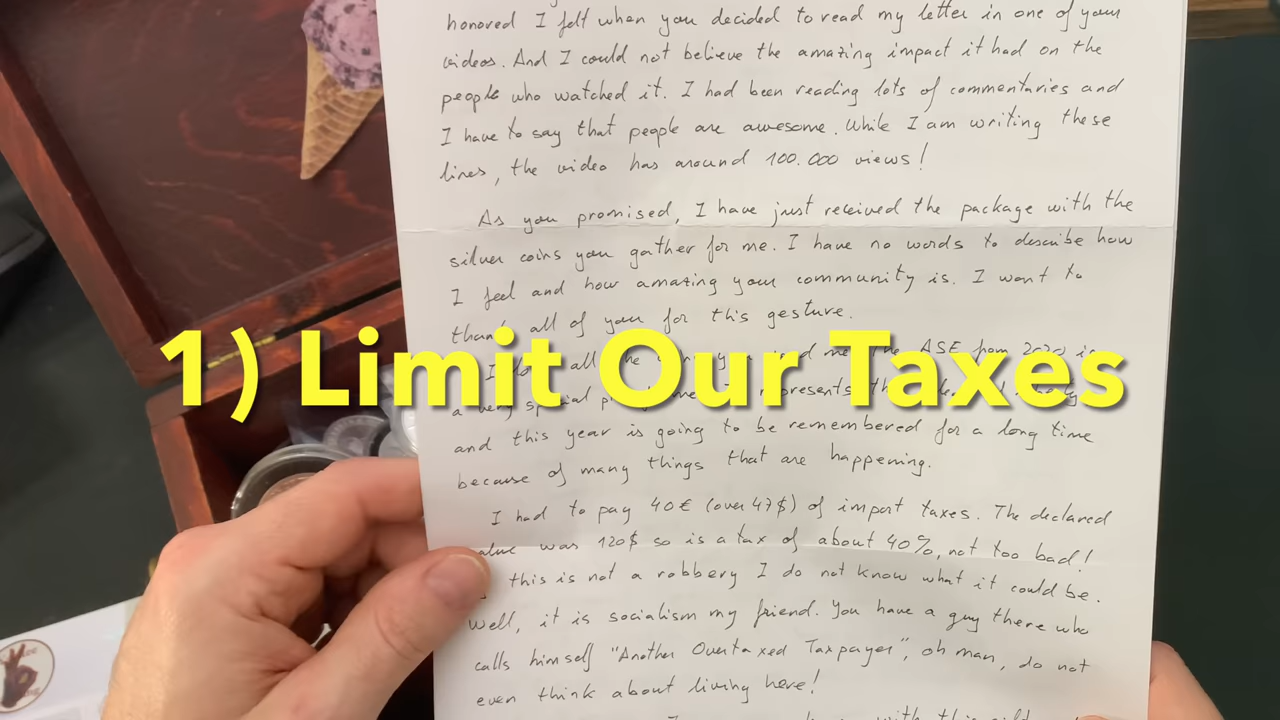 honored I felt when you decided to read my letter in one of your
videos. And I could not believe the amazing impact it had on the
people who watched it. I had been reading lots of commentaries and
I have to say that people are awesome. While I am writing these
lines, the video has around 100.000 views!
As you promised, I have just received the package with the
silver coins you gather for me. I have no words to describe how
I feel and how amazing your community is. I want to
thank all of you for this gesture.
1) Limit Our Taxes
all the ASE from 2020 is
a very special
and this year is going to be remembered for a long time
because of many things that are happening.
I had to pay 40€ (over 47$) of import taxes. The declared
value was 120$ so is a tax of about 40%, not too bad!
this is not a robbery I do not know what it could be.
Well, it is socialism my friend. You have a guy there who
calls himself "Another Overtaxed Taxpayer", oh man, do not
even think about living here!